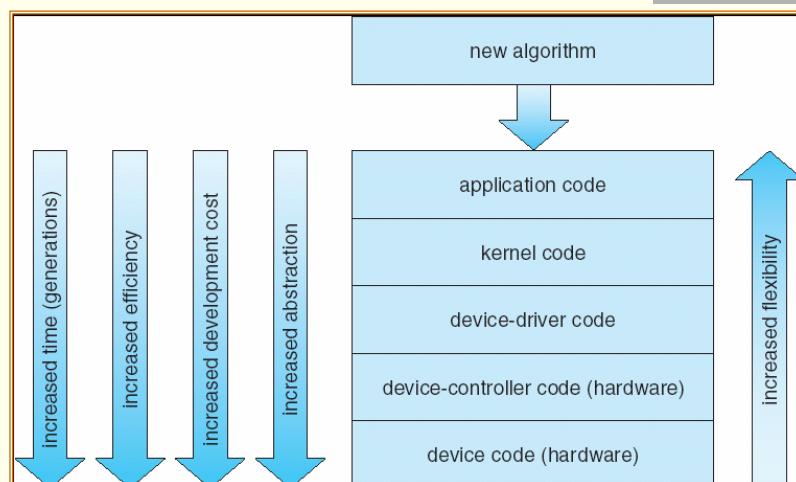 new algorithm
increased time (generations)
increased efficiency
increased development cost
increased abstraction
application code
kernel code
device-driver code
device-controller code (hardware)
device code (hardware)
increased flexibility